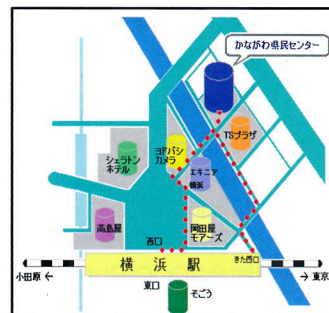 かながわ県民センター
TSプラザ
ヨドバシ
カメラ
シェラトン
ホテル
エキニア
横浜
高島屋
岡田屋
モアーズ
西口
きた西口
横浜駅
小田原 ←
→ 東京
東口
そごう